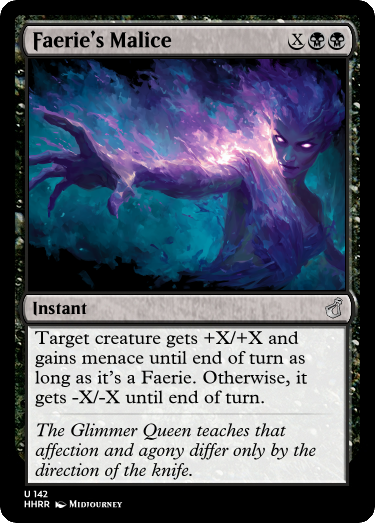 Faerie's Malice X
Instant
Target creature gets +X/+X and
gains menace until end of turn as
long as it's a Faerie. Otherwise, it
gets -X/-X until end of turn.
The Glimmer Queen teaches that
affection and agony differ only by the
direction of the knife.
U 142
HHRR MIDJOURNEY